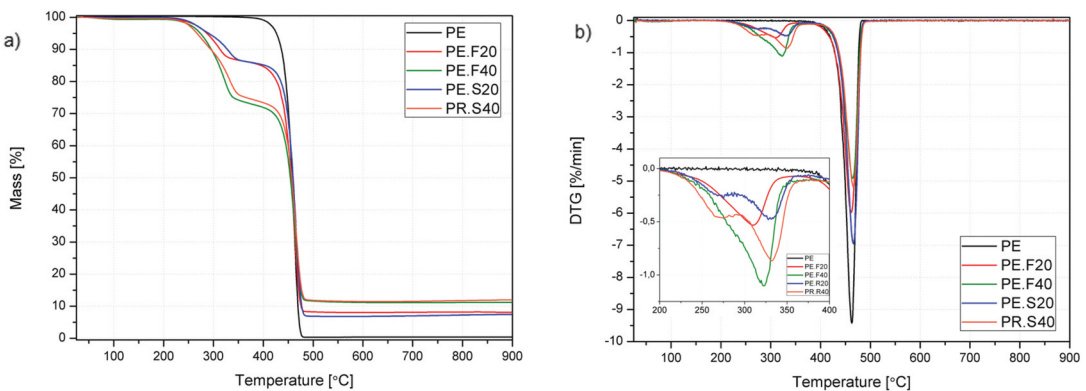 a)
PE
PE.F20
PE.F40
PE.S20
PR.S40
100
90
80
70
60
50
40
30
20
10
0
Mass [%]
100 200 300 400 500 600 700 800 900
Temperature [°C]
b)
0
-1
-2
-3
-4
-5
-6
-7
-8
-9
-10
DTG [%/min]
0,0
-0,5
-1,0
200 250 300 350 400
PE
PE.F20
PE.F40
PE.R20
PR.R40
PE
PE.F20
PE.F40
PE.S20
PR.S40
100 200 300 400 500 600 700 800 900
Temperature [°C]